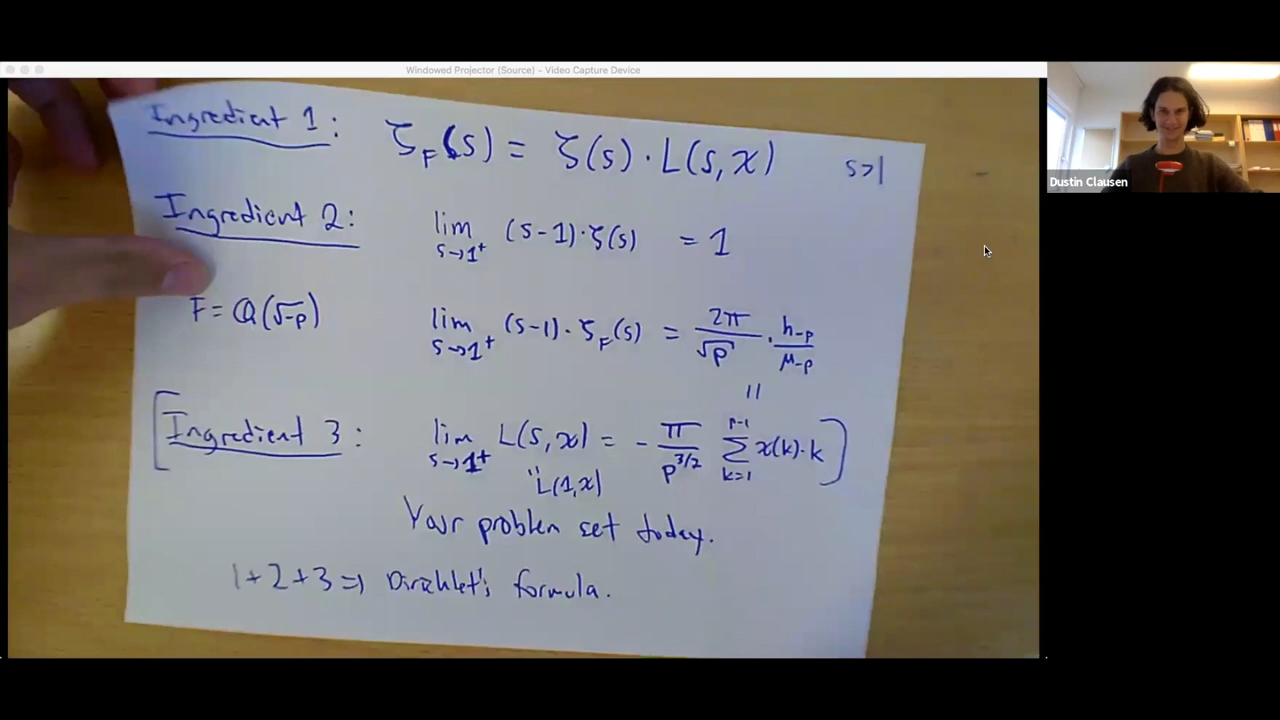 Windowed Projector (Source) - Video Capture Device
Ingredient 1: ζ_F(s) = ζ(s) · L(s, χ) s>1
Dustin Clausen
Ingredient 2: lim_{s→1⁺} (s-1)·ζ(s) = 1
F = ℚ(√-p) lim_{s→1⁺} (s-1)·ζ_F(s) = 2π/√p · h_{-p}/μ_{-p}
"
[Ingredient 3: lim_{s→1⁺} L(s, χ) = - π/p^{3/2} ∑_{k=1}^{p-1} χ(k)·k]
"L(1,χ)
Your problem set today.
1+2+3 ⇒ Dirichlet's formula.